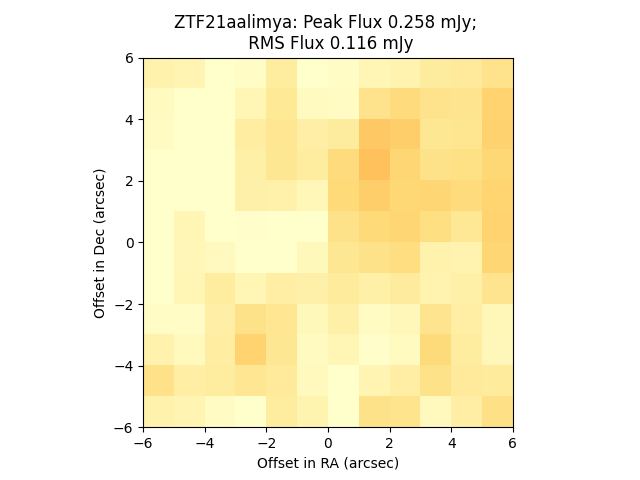 ZTF21aalimya: Peak Flux 0.258 mJy;
RMS Flux 0.116 mJy
6
4
2
0
−2
−4
−6
Offset in Dec (arcsec)
−6 −4 −2 0 2 4 6
Offset in RA (arcsec)